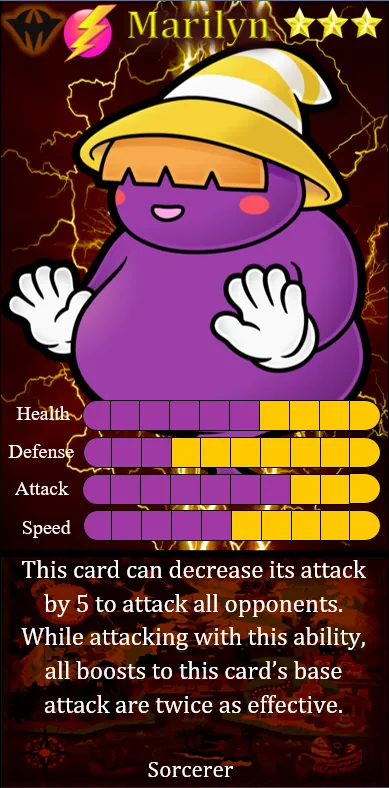 Marilyn
Health
Defense
Attack
Speed
This card can decrease its attack
by 5 to attack all opponents.
While attacking with this ability,
all boosts to this card's base
attack are twice as effective.
Sorcerer